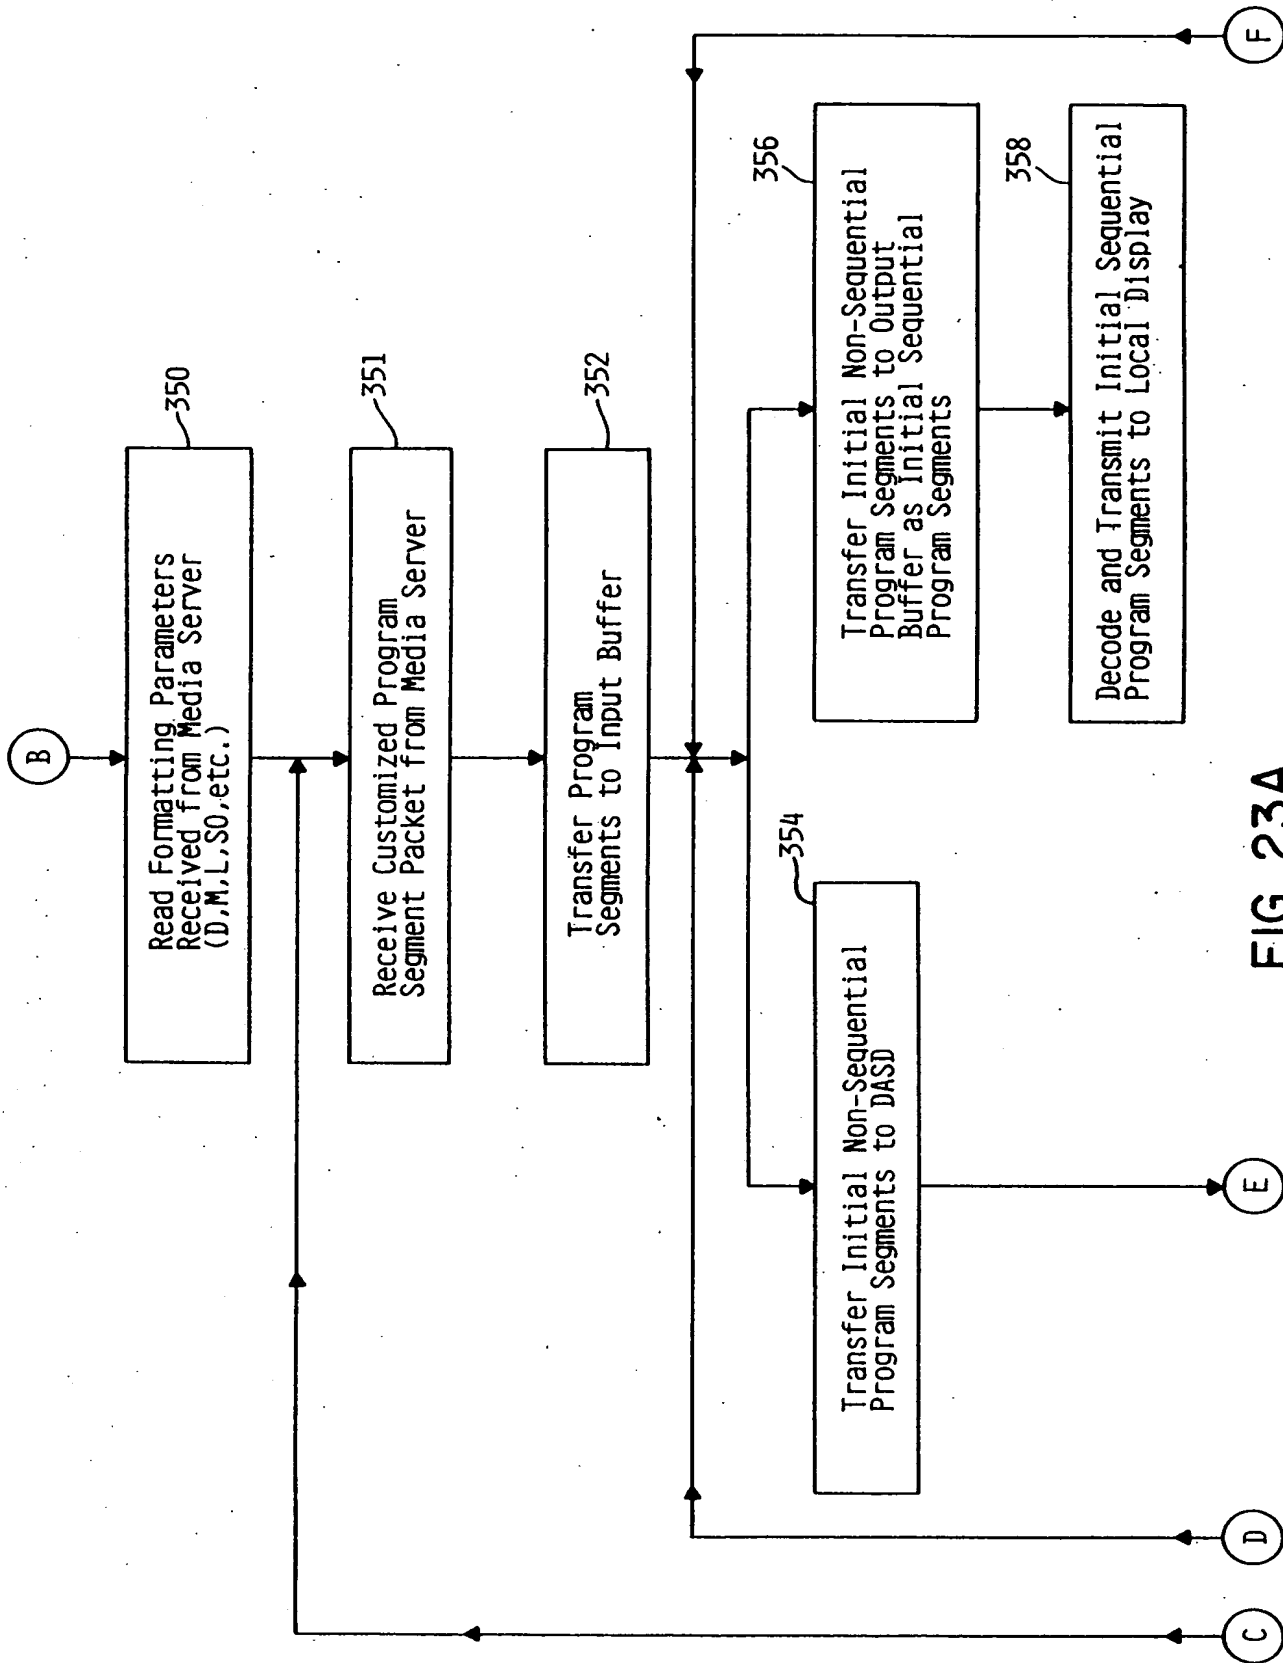 B
350
Read Formatting Parameters
Received from Media Server
(D,M,L,SO,etc.)
351
Receive Customized Program
Segment Packet from Media Server
352
Transfer Program
Segments to Input Buffer
354
Transfer Initial Non-Sequential
Program Segments to DASD
356
Transfer Initial Non-Sequential
Program Segments to Output
Buffer as Initial Sequential
Program Segments
358
Decode and Transmit Initial Sequential
Program Segments to Local Display
C
D
E
F
FIG. 23A